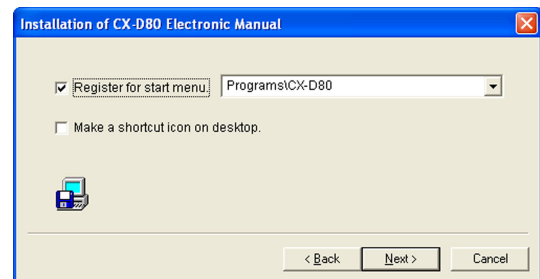 Installation of CX-D80 Electronic Manual
Register for start menu. Programs\CX-D80
Make a shortcut icon on desktop.
< Back Next > Cancel